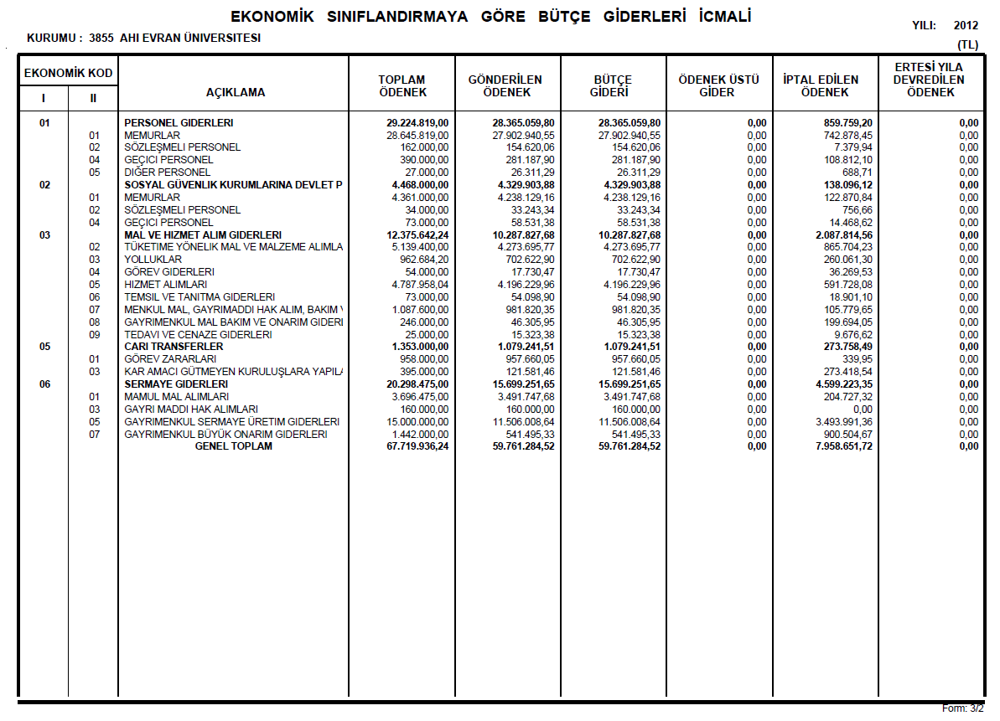 EKONOMİK SINIFLANDIRMAYA GÖRE BÜTÇE GİDERLERİ İCMALİ
YILI: 2012
KURUMU : 3855 AHI EVRAN ÜNIVERSITESI
(TL)
EKONOMİK KOD AÇIKLAMA TOPLAM ÖDENEK GÖNDERİLEN ÖDENEK BÜTÇE GİDERİ ÖDENEK ÜSTÜ GİDER İPTAL EDİLEN ÖDENEK ERTESİ YILA DEVREDİLEN ÖDENEK
I II
01 PERSONEL GIDERLERI 29.224.819,00 28.365.059,80 28.365.059,80 0,00 859.759,20 0,00
01 MEMURLAR 28.645.819,00 27.902.940,55 27.902.940,55 0,00 742.878,45 0,00
02 SÖZLEŞMELI PERSONEL 162.000,00 154.620,06 154.620,06 0,00 7.379,94 0,00
04 GEÇICI PERSONEL 390.000,00 281.187,90 281.187,90 0,00 108.812,10 0,00
05 DIĞER PERSONEL 27.000,00 26.311,29 26.311,29 0,00 688,71 0,00
02 SOSYAL GÜVENLIK KURUMLARINA DEVLET P 4.468.000,00 4.329.903,88 4.329.903,88 0,00 138.096,12 0,00
01 MEMURLAR 4.361.000,00 4.238.129,16 4.238.129,16 0,00 122.870,84 0,00
02 SÖZLEŞMELI PERSONEL 34.000,00 33.243,34 33.243,34 0,00 756,66 0,00
04 GEÇICI PERSONEL 73.000,00 58.531,38 58.531,38 0,00 14.468,62 0,00
03 MAL VE HIZMET ALIM GIDERLERI 12.375.642,24 10.287.827,68 10.287.827,68 0,00 2.087.814,56 0,00
02 TÜKETIME YÖNELIK MAL VE MALZEME ALIMLA 5.139.400,00 4.273.695,77 4.273.695,77 0,00 865.704,23 0,00
03 YOLLUKLAR 962.684,20 702.622,90 702.622,90 0,00 260.061,30 0,00
04 GÖREV GIDERLERI 54.000,00 17.730,47 17.730,47 0,00 36.269,53 0,00
05 HIZMET ALIMLARI 4.787.958,04 4.196.229,96 4.196.229,96 0,00 591.728,08 0,00
06 TEMSIL VE TANITMA GIDERLERI 73.000,00 54.098,90 54.098,90 0,00 18.901,10 0,00
07 MENKUL MAL, GAYRIMADDI HAK ALIM, BAKIM 1.087.600,00 981.820,35 981.820,35 0,00 105.779,65 0,00
08 GAYRIMENKUL MAL BAKIM VE ONARIM GIDERI 246.000,00 46.305,95 46.305,95 0,00 199.694,05 0,00
09 TEDAVI VE CENAZE GIDERLERI 25.000,00 15.323,38 15.323,38 0,00 9.676,62 0,00
05 CARI TRANSFERLER 1.353.000,00 1.079.241,51 1.079.241,51 0,00 273.758,49 0,00
01 GÖREV ZARARLARI 958.000,00 957.660,05 957.660,05 0,00 339,95 0,00
03 KAR AMACI GÜTMEYEN KURULUŞLARA YAPILA 395.000,00 121.581,46 121.581,46 0,00 273.418,54 0,00
06 SERMAYE GIDERLERI 20.298.475,00 15.699.251,65 15.699.251,65 0,00 4.599.223,35 0,00
01 MAMUL MAL ALIMLARI 3.696.475,00 3.491.747,68 3.491.747,68 0,00 204.727,32 0,00
03 GAYRI MADDI HAK ALIMLARI 160.000,00 160.000,00 160.000,00 0,00 0,00 0,00
05 GAYRIMENKUL SERMAYE ÜRETIM GIDERLERI 15.000.000,00 11.506.008,64 11.506.008,64 0,00 3.493.991,36 0,00
07 GAYRIMENKUL BÜYÜK ONARIM GIDERLERI 1.442.000,00 541.495,33 541.495,33 0,00 900.504,67 0,00
GENEL TOPLAM 67.719.936,24 59.761.284,52 59.761.284,52 0,00 7.958.651,72 0,00
Form: 3/2